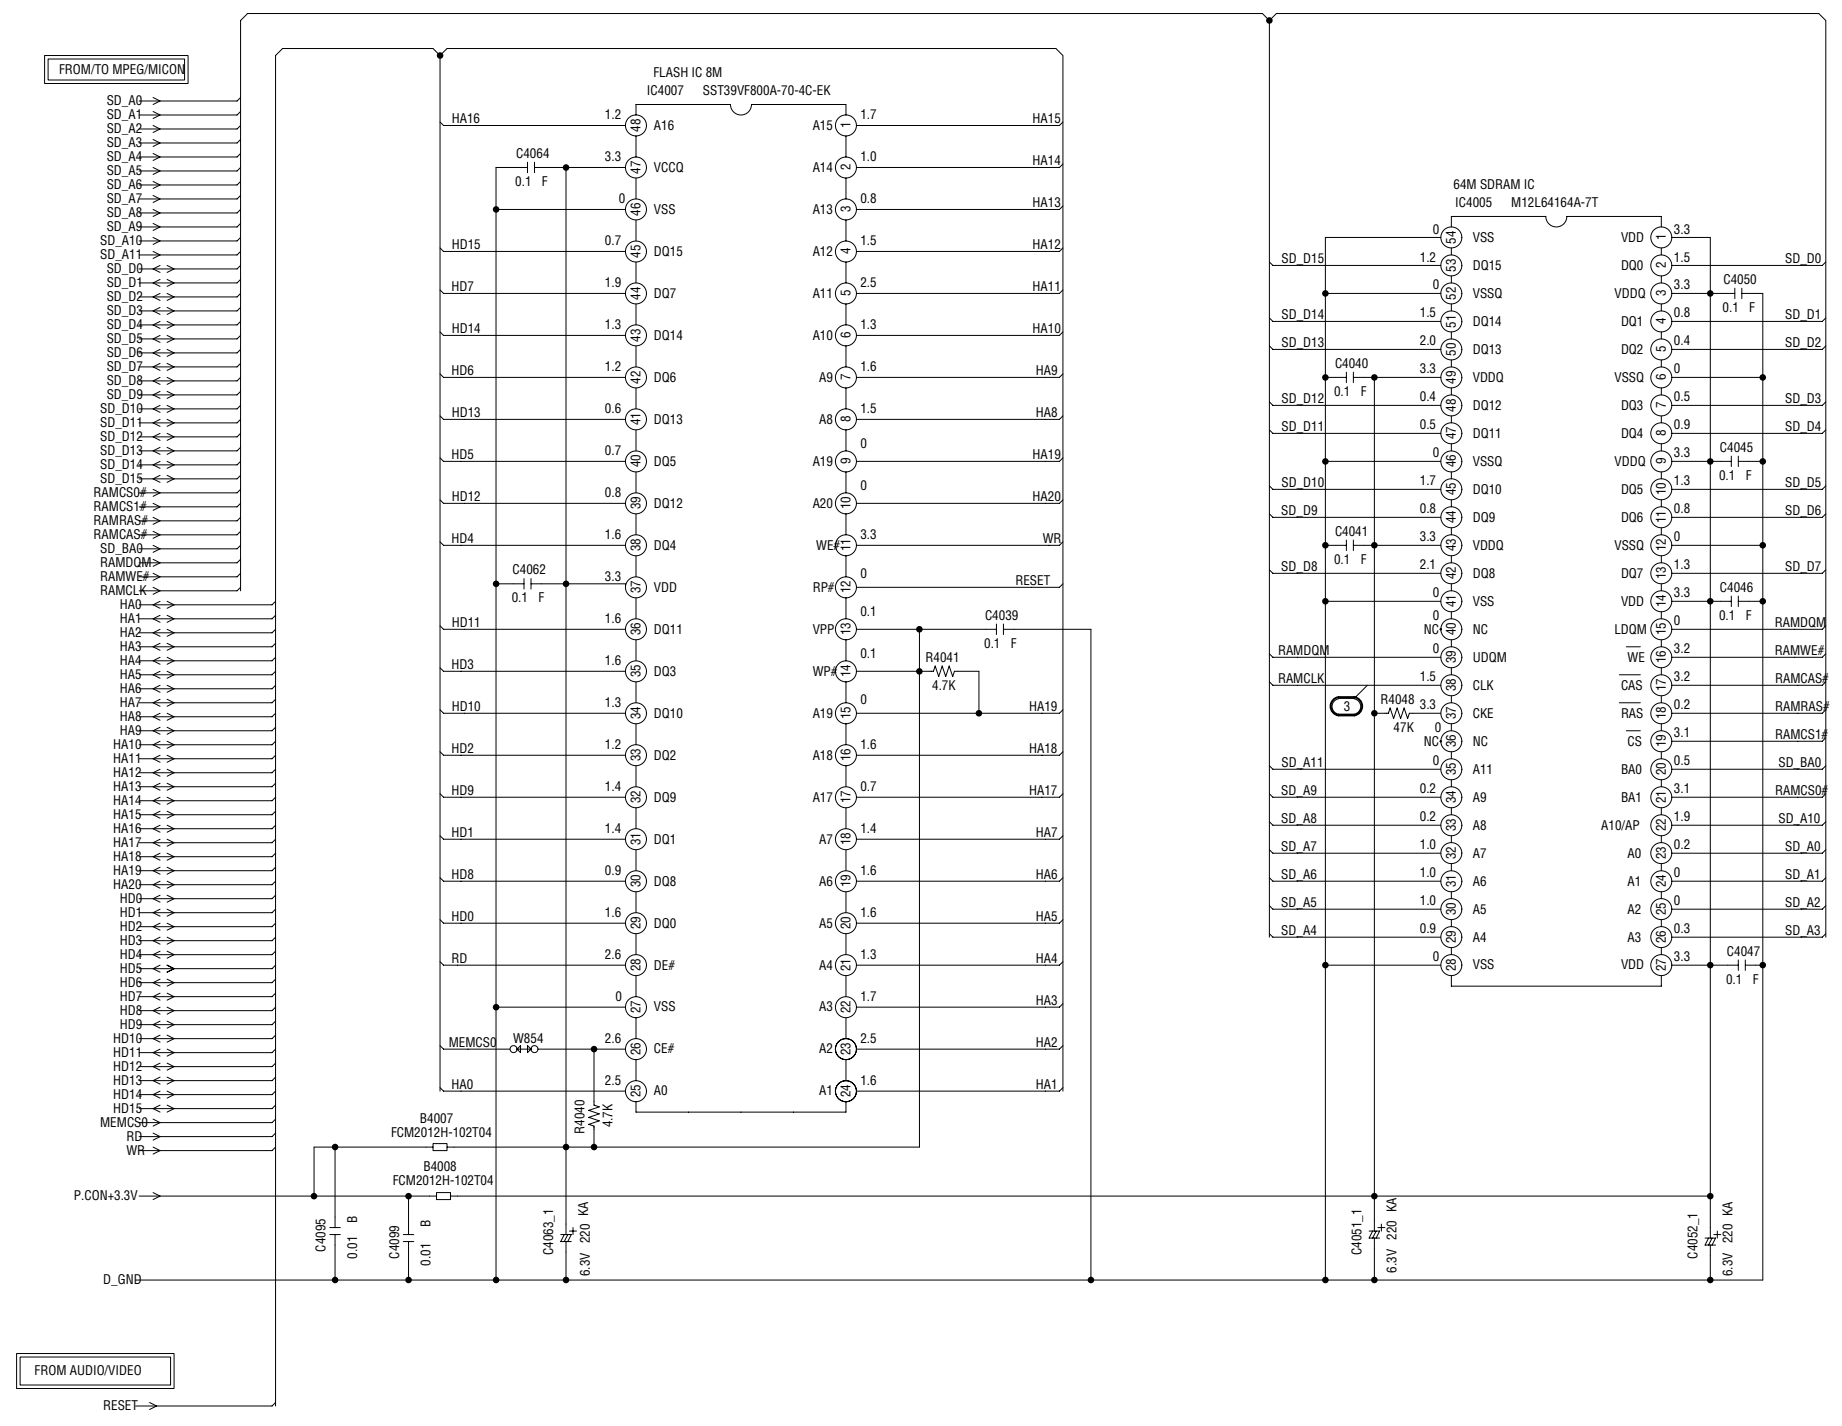 FROM/TO MPEG/MICON
SD_A0
SD_A1
SD_A2
SD_A3
SD_A4
SD_A5
SD_A6
SD_A7
SD_A8
SD_A9
SD_A10
SD_A11
SD_D0
SD_D1
SD_D2
SD_D3
SD_D4
SD_D5
SD_D6
SD_D7
SD_D8
SD_D9
SD_D10
SD_D11
SD_D12
SD_D13
SD_D14
SD_D15
RAMCS0#
RAMCS1#
RAMRAS#
RAMCAS#
SD_BA0
RAMDQM
RAMWE#
RAMCLK
HA0
HA1
HA2
HA3
HA4
HA5
HA6
HA7
HA8
HA9
HA10
HA11
HA12
HA13
HA14
HA15
HA16
HA17
HA18
HA19
HA20
HD0
HD1
HD2
HD3
HD4
HD5
HD6
HD7
HD8
HD9
HD10
HD11
HD12
HD13
HD14
HD15
MEMCS0
RD
WR
P.CON+3.3V
D_GND
FROM AUDIO/VIDEO
RESET
FLASH IC 8M
IC4007 SST39VF800A-70-4C-EK
HA16 1.2 48 A16 A15 1 1.7 HA15
C4064 0.1 F 3.3 47 VCCQ A14 2 1.0 HA14
0 46 VSS A13 3 0.8 HA13
HD15 0.7 45 DQ15 A12 4 1.5 HA12
HD7 1.9 44 DQ7 A11 5 2.5 HA11
HD14 1.3 43 DQ14 A10 6 1.3 HA10
HD6 1.2 42 DQ6 A9 7 1.6 HA9
HD13 0.6 41 DQ13 A8 8 1.5 HA8
HD5 0.7 40 DQ5 A19 9 0 HA19
HD12 0.8 39 DQ12 A20 10 0 HA20
HD4 1.6 38 DQ4 WE# 11 3.3 WR
C4062 0.1 F 3.3 37 VDD RP# 12 0 RESET
HD11 1.6 36 DQ11 VPP 13 0.1 C4039 0.1 F
HD3 1.6 35 DQ3 WP# 14 0.1 R4041 4.7K
HD10 1.3 34 DQ10 A19 15 0 HA19
HD2 1.2 33 DQ2 A18 16 1.6 HA18
HD9 1.4 32 DQ9 A17 17 0.7 HA17
HD1 1.4 31 DQ1 A7 18 1.4 HA7
HD8 0.9 30 DQ8 A6 19 1.6 HA6
HD0 1.6 29 DQ0 A5 20 1.6 HA5
RD 2.6 28 DE# A4 21 1.3 HA4
0 27 VSS A3 22 1.7 HA3
MEMCS0 W854 2.6 26 CE# A2 23 2.5 HA2
HA0 2.5 25 A0 A1 24 1.6 HA1
R4040 4.7K
B4007
FCM2012H-102T04
B4008
FCM2012H-102T04
C4095 0.01 B
C4099 0.01 B
C4063_1 6.3V 220 KA
64M SDRAM IC
IC4005 M12L64164A-7T
0 54 VSS VDD 1 3.3
SD_D15 1.2 53 DQ15 DQ0 2 1.5 SD_D0
0 52 VSSQ VDDQ 3 3.3 C4050 0.1 F
SD_D14 1.5 51 DQ14 DQ1 4 0.8 SD_D1
SD_D13 2.0 50 DQ13 DQ2 5 0.4 SD_D2
C4040 0.1 F 3.3 49 VDDQ VSSQ 6 0
SD_D12 0.4 48 DQ12 DQ3 7 0.5 SD_D3
SD_D11 0.5 47 DQ11 DQ4 8 0.9 SD_D4
0 46 VSSQ VDDQ 9 3.3 C4045 0.1 F
SD_D10 1.7 45 DQ10 DQ5 10 1.3 SD_D5
SD_D9 0.8 44 DQ9 DQ6 11 0.8 SD_D6
C4041 0.1 F 3.3 43 VDDQ VSSQ 12 0
SD_D8 2.1 42 DQ8 DQ7 13 1.3 SD_D7
0 41 VSS VDD 14 3.3 C4046 0.1 F
NC 0 40 NC LDQM 15 0 RAMDQM
RAMDQM 0 39 UDQM WE 16 3.2 RAMWE#
RAMCLK 1.5 38 CLK CAS 17 3.2 RAMCAS#
3 R4048 47K 3.3 37 CKE RAS 18 0.2 RAMRAS#
NC 0 36 NC CS 19 3.1 RAMCS1#
SD_A11 0 35 A11 BA0 20 0.5 SD_BA0
SD_A9 0.2 34 A9 BA1 21 3.1 RAMCS0#
SD_A8 0.2 33 A8 A10/AP 22 1.9 SD_A10
SD_A7 1.0 32 A7 A0 23 0.2 SD_A0
SD_A6 1.0 31 A6 A1 24 0 SD_A1
SD_A5 1.0 30 A5 A2 25 0 SD_A2
SD_A4 0.9 29 A4 A3 26 0.3 SD_A3
0 28 VSS VDD 27 3.3 C4047 0.1 F
C4051_1 6.3V 220 KA
C4052_1 6.3V 220 KA